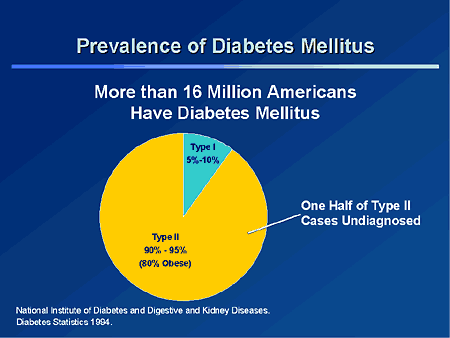 Prevalence of Diabetes Mellitus
More than 16 Million Americans
Have Diabetes Mellitus
Type I
5%-10%
One Half of Type II
Cases Undiagnosed
Type II
90% - 95%
(80% Obese)
National Institute of Diabetes and Digestive and Kidney Diseases.
Diabetes Statistics 1994.